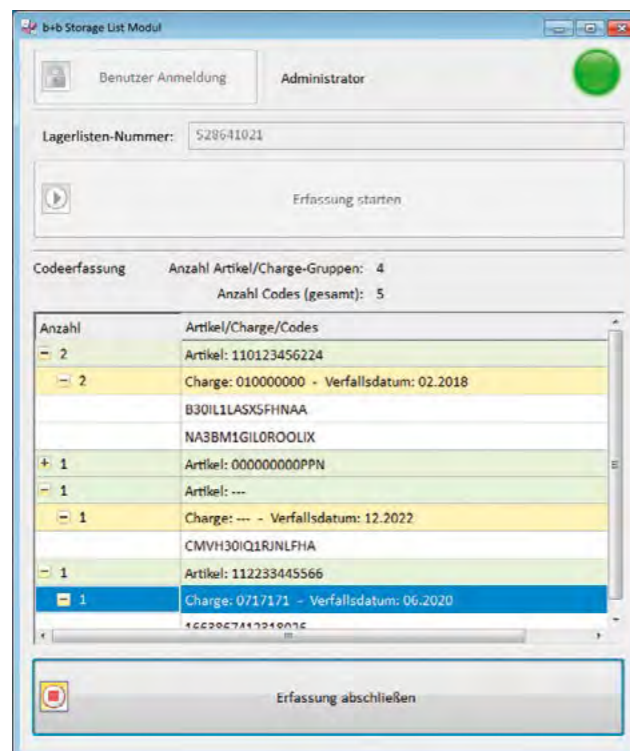 b+b Storage List Modul
Benutzer Anmeldung Administrator
Lagerlisten-Nummer: 528641021
Erfassung starten
Codeerfassung Anzahl Artikel/Charge-Gruppen: 4
Anzahl Codes (gesamt): 5
Anzahl Artikel/Charge/Codes
2 Artikel: 110123456224
2 Charge: 010000000 - Verfallsdatum: 02.2018
B30IL1LASXSFHNAA
NA3BM1GIL0ROOLIX
1 Artikel: 000000000PPN
1 Artikel: ---
1 Charge: --- - Verfallsdatum: 12.2022
CMVH30IQ1RJNLFHA
1 Artikel: 112233445566
1 Charge: 0717171 - Verfallsdatum: 06.2020
Erfassung abschließen